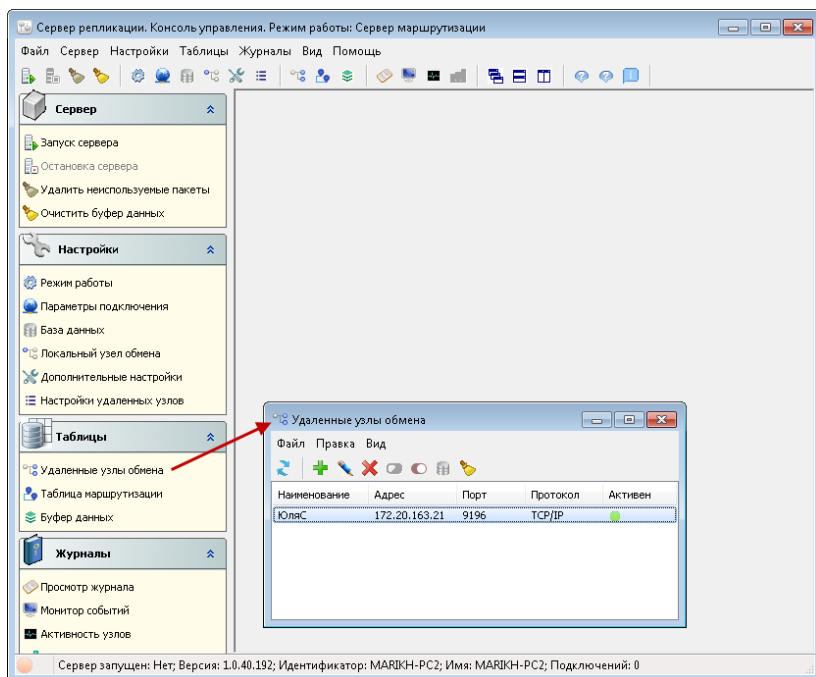 Сервер репликации. Консоль управления. Режим работы: Сервер маршрутизации
Файл Сервер Настройки Таблицы Журналы Вид Помощь
Сервер
Запуск сервера
Остановка сервера
Удалить неиспользуемые пакеты
Очистить буфер данных
Настройки
Режим работы
Параметры подключения
База данных
Локальный узел обмена
Дополнительные настройки
Настройки удаленных узлов
Таблицы
Удаленные узлы обмена
Таблица маршрутизации
Буфер данных
Журналы
Просмотр журнала
Монитор событий
Активность узлов
Удаленные узлы обмена
Файл Правка Вид
Наименование Адрес Порт Протокол Активен
ЮляС 172.20.163.21 9196 TCP/IP
Сервер запущен: Нет; Версия: 1.0.40.192; Идентификатор: MARIKH-PC2; Имя: MARIKH-PC2; Подключений: 0